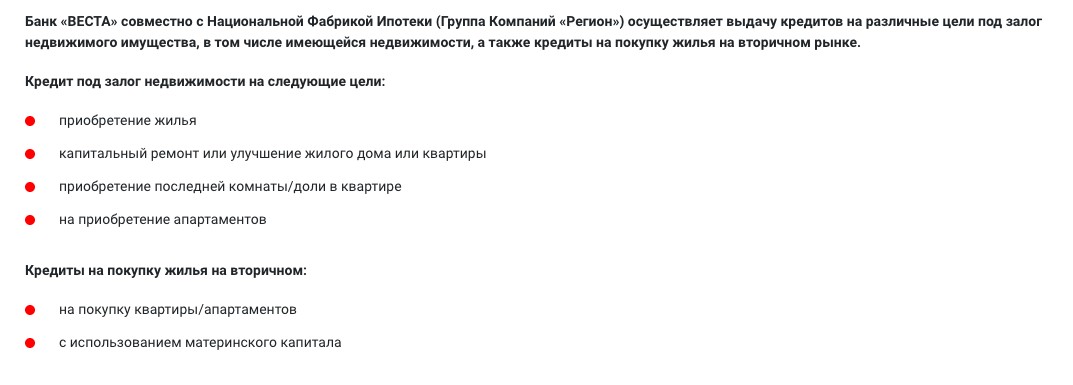 Банк «ВЕСТА» совместно с Национальной Фабрикой Ипотеки (Группа Компаний «Регион») осуществляет выдачу кредитов на различные цели под залог
недвижимого имущества, в том числе имеющейся недвижимости, а также кредиты на покупку жилья на вторичном рынке.
Кредит под залог недвижимости на следующие цели:
приобретение жилья
капитальный ремонт или улучшение жилого дома или квартиры
приобретение последней комнаты/доли в квартире
на приобретение апартаментов
Кредиты на покупку жилья на вторичном:
на покупку квартиры/апартаментов
с использованием материнского капитала